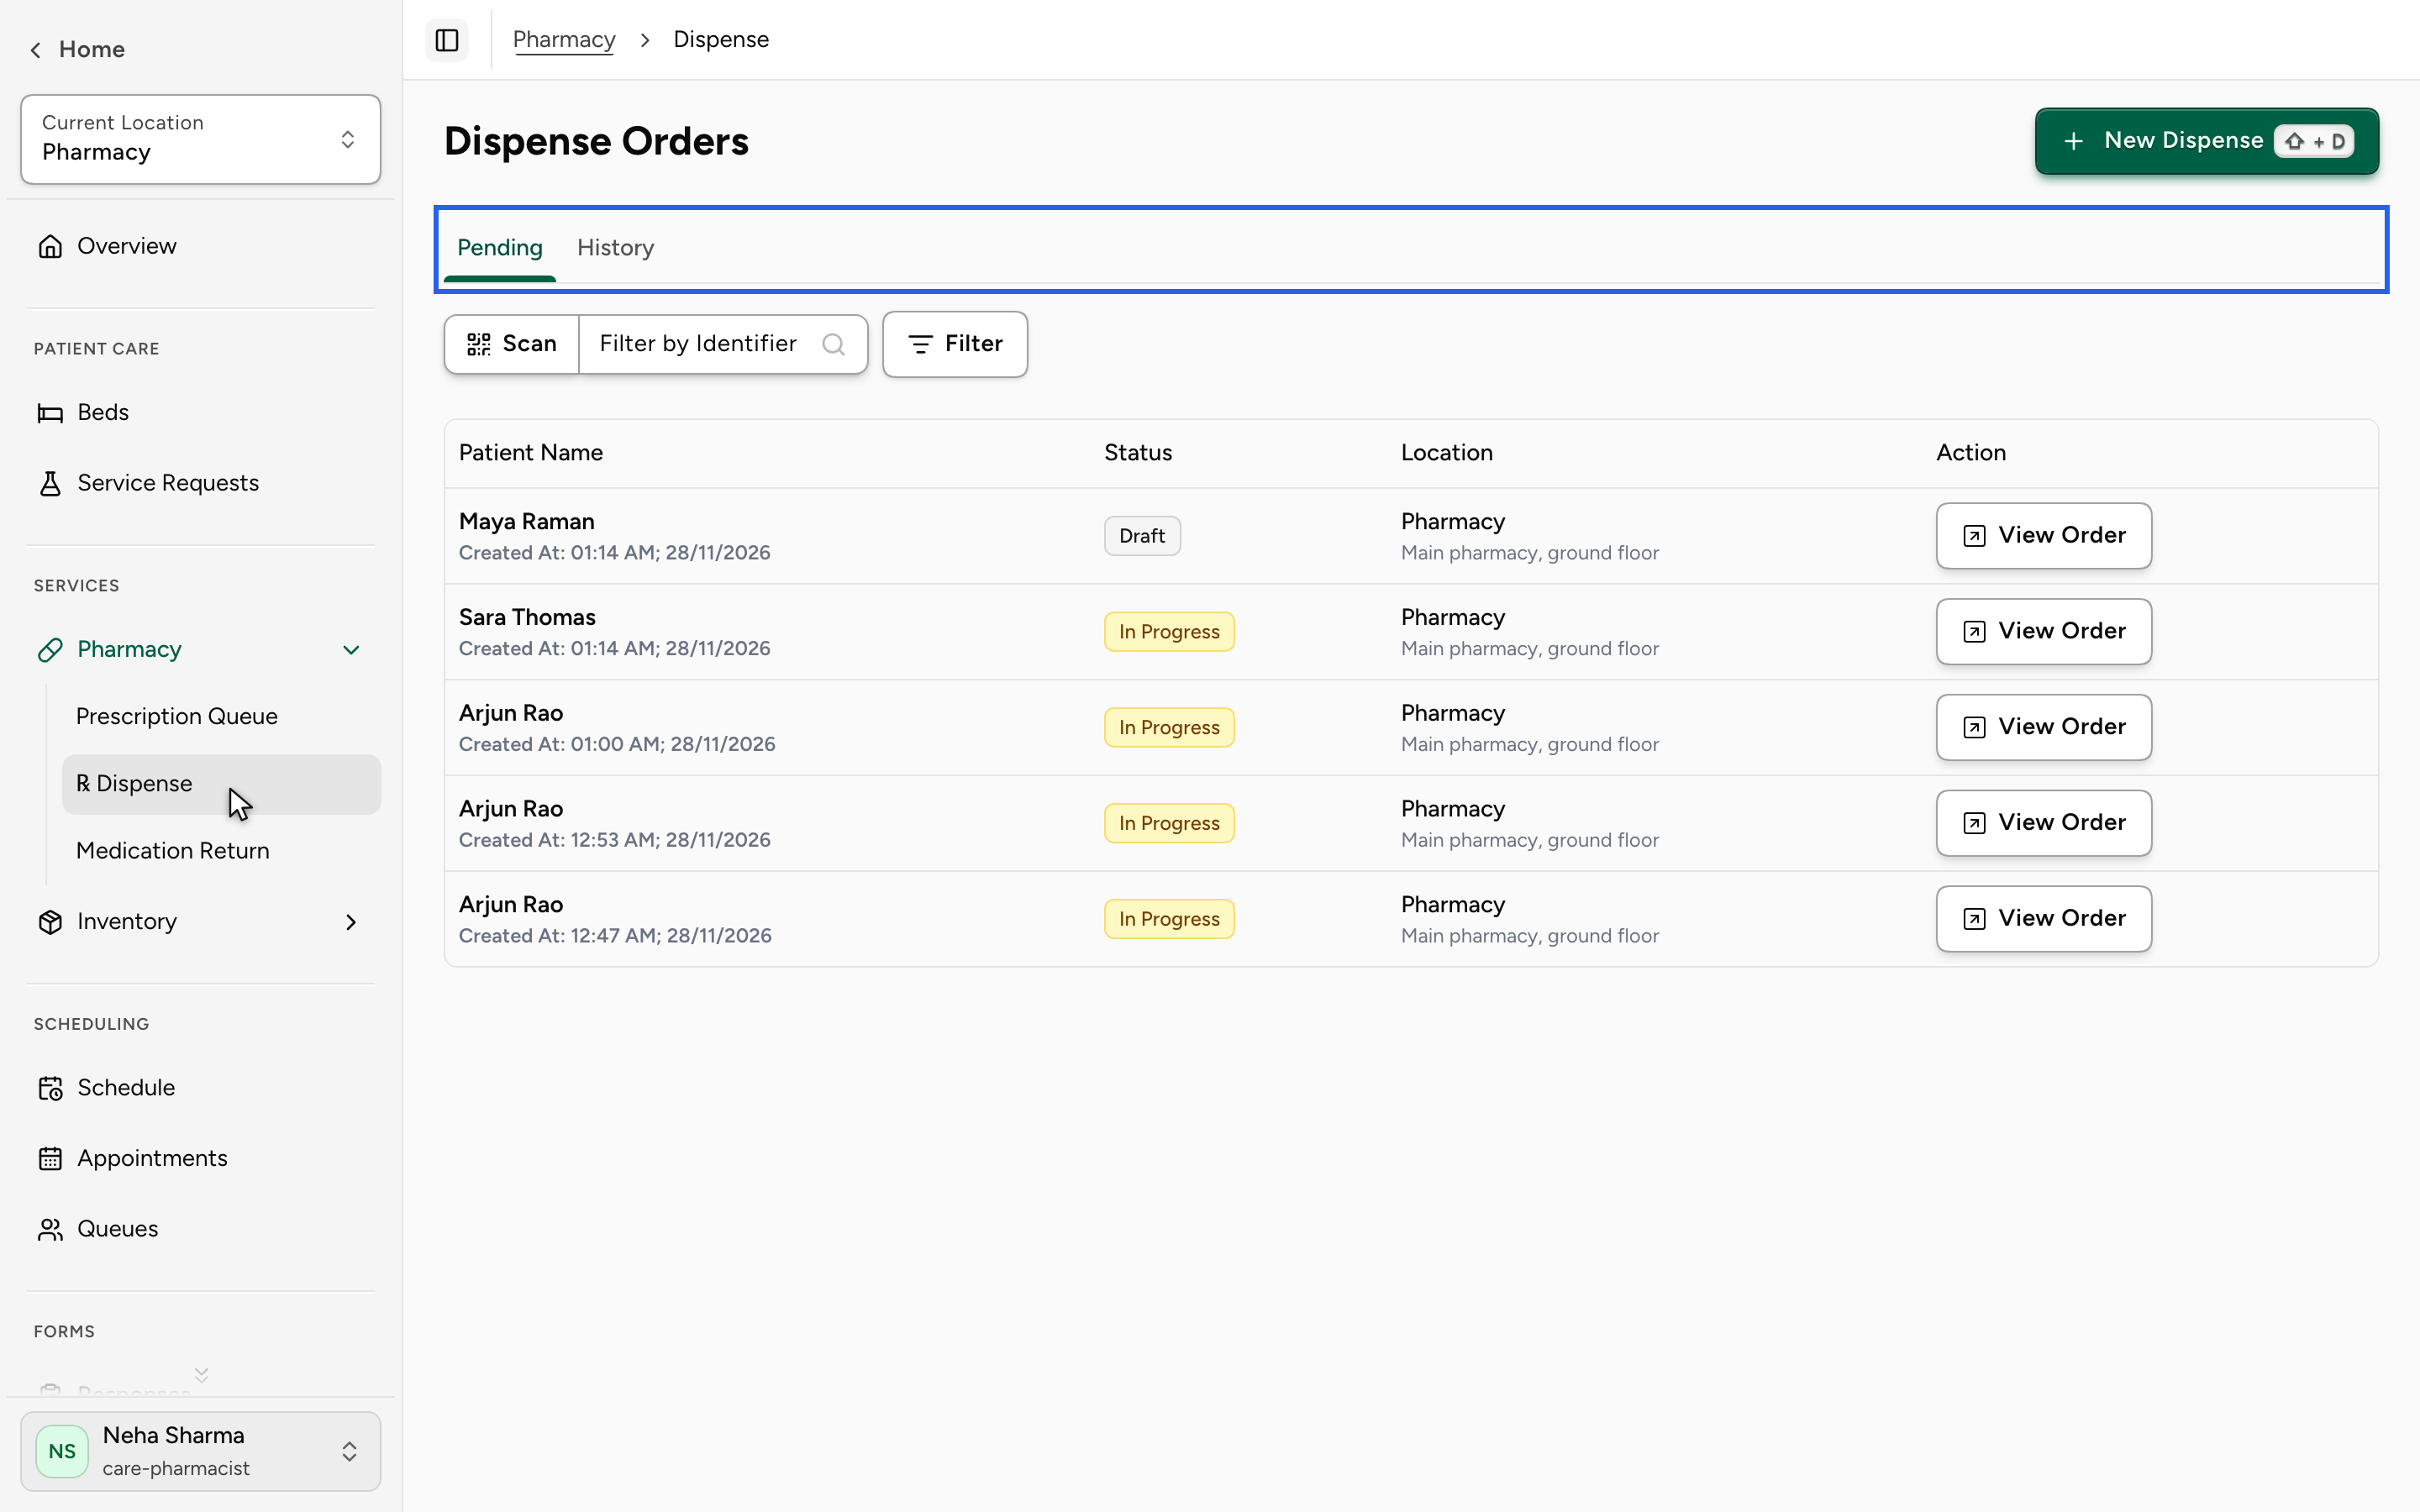 Home
Current Location
Pharmacy
Overview
PATIENT CARE
Beds
Service Requests
SERVICES
Pharmacy
Prescription Queue
℞ Dispense
Medication Return
Inventory
SCHEDULING
Schedule
Appointments
Queues
FORMS
Responses
NS
Neha Sharma
care-pharmacist
Pharmacy > Dispense
Dispense Orders
+ New Dispense ⇧ + D
Pending History
Scan Filter by Identifier Filter
Patient Name Status Location Action
Maya Raman Draft Pharmacy View Order
Created At: 01:14 AM; 28/11/2026 Main pharmacy, ground floor
Sara Thomas In Progress Pharmacy View Order
Created At: 01:14 AM; 28/11/2026 Main pharmacy, ground floor
Arjun Rao In Progress Pharmacy View Order
Created At: 01:00 AM; 28/11/2026 Main pharmacy, ground floor
Arjun Rao In Progress Pharmacy View Order
Created At: 12:53 AM; 28/11/2026 Main pharmacy, ground floor
Arjun Rao In Progress Pharmacy View Order
Created At: 12:47 AM; 28/11/2026 Main pharmacy, ground floor